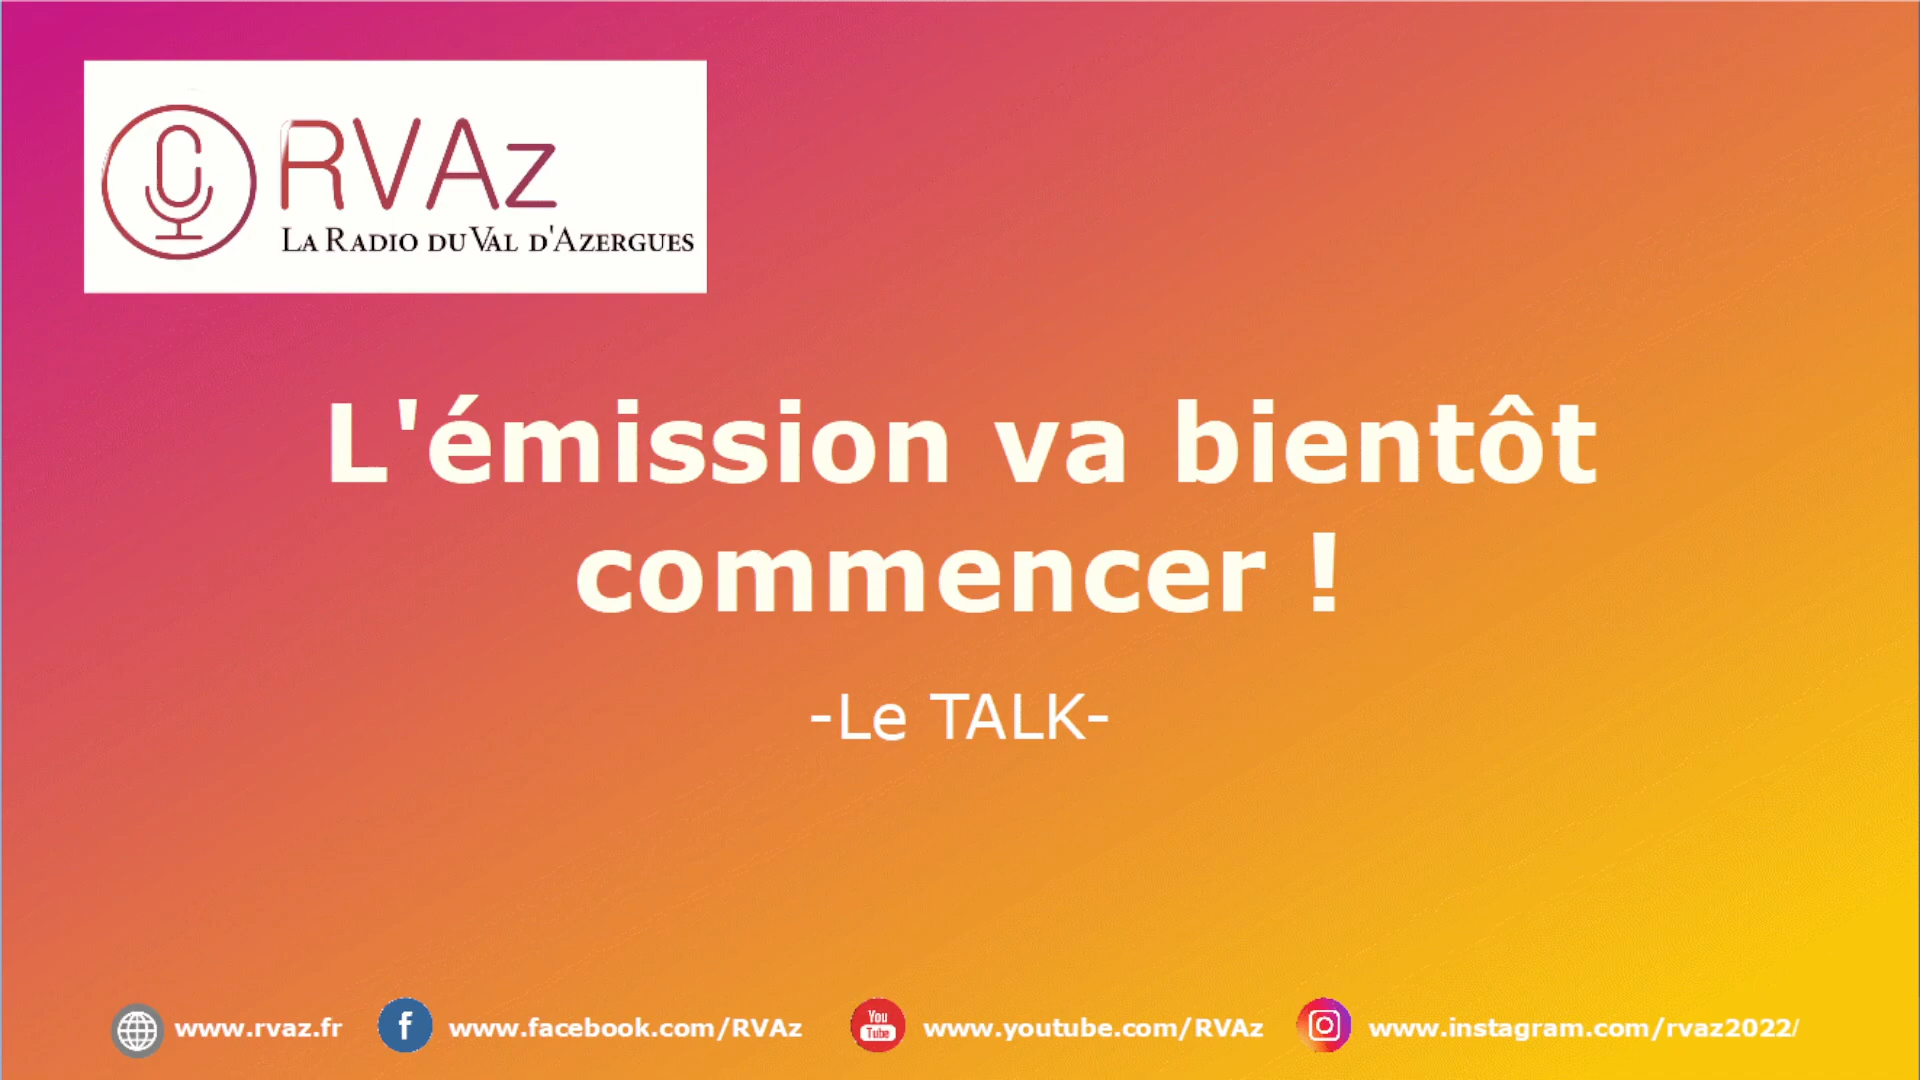 RVAz
La Radio du Val d'Azergues
L'émission va bientôt
commencer !
-Le TALK-
www.rvaz.fr
www.facebook.com/RVAz
You
Tube
www.youtube.com/RVAz
www.instagram.com/rvaz2022/